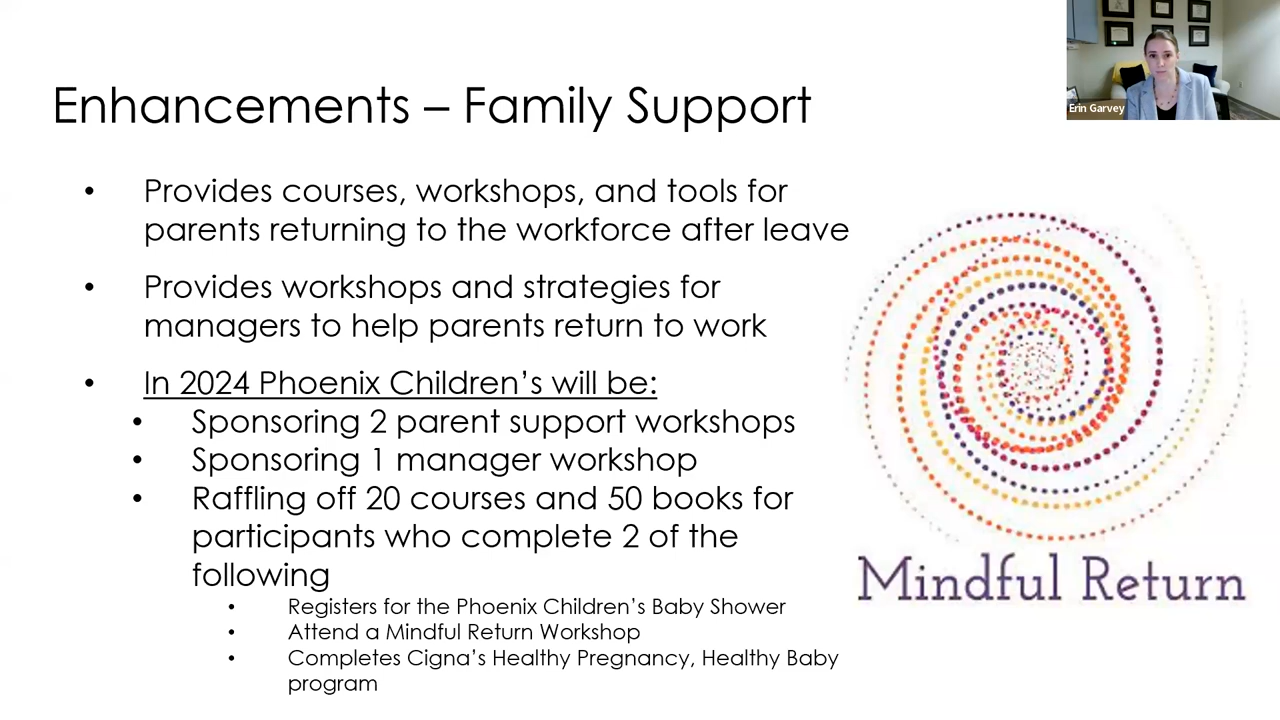 Erin Garvey
Enhancements – Family Support
• Provides courses, workshops, and tools for
parents returning to the workforce after leave
• Provides workshops and strategies for
managers to help parents return to work
• In 2024 Phoenix Children’s will be:
• Sponsoring 2 parent support workshops
• Sponsoring 1 manager workshop
• Raffling off 20 courses and 50 books for
participants who complete 2 of the
following
• Registers for the Phoenix Children’s Baby Shower
• Attend a Mindful Return Workshop
• Completes Cigna’s Healthy Pregnancy, Healthy Baby
program
Mindful Return